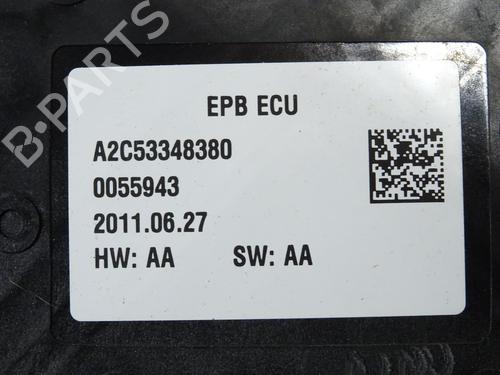 B-PARTS
EPB ECU
A2C53348380
0055943
2011.06.27
HW: AA SW: AA